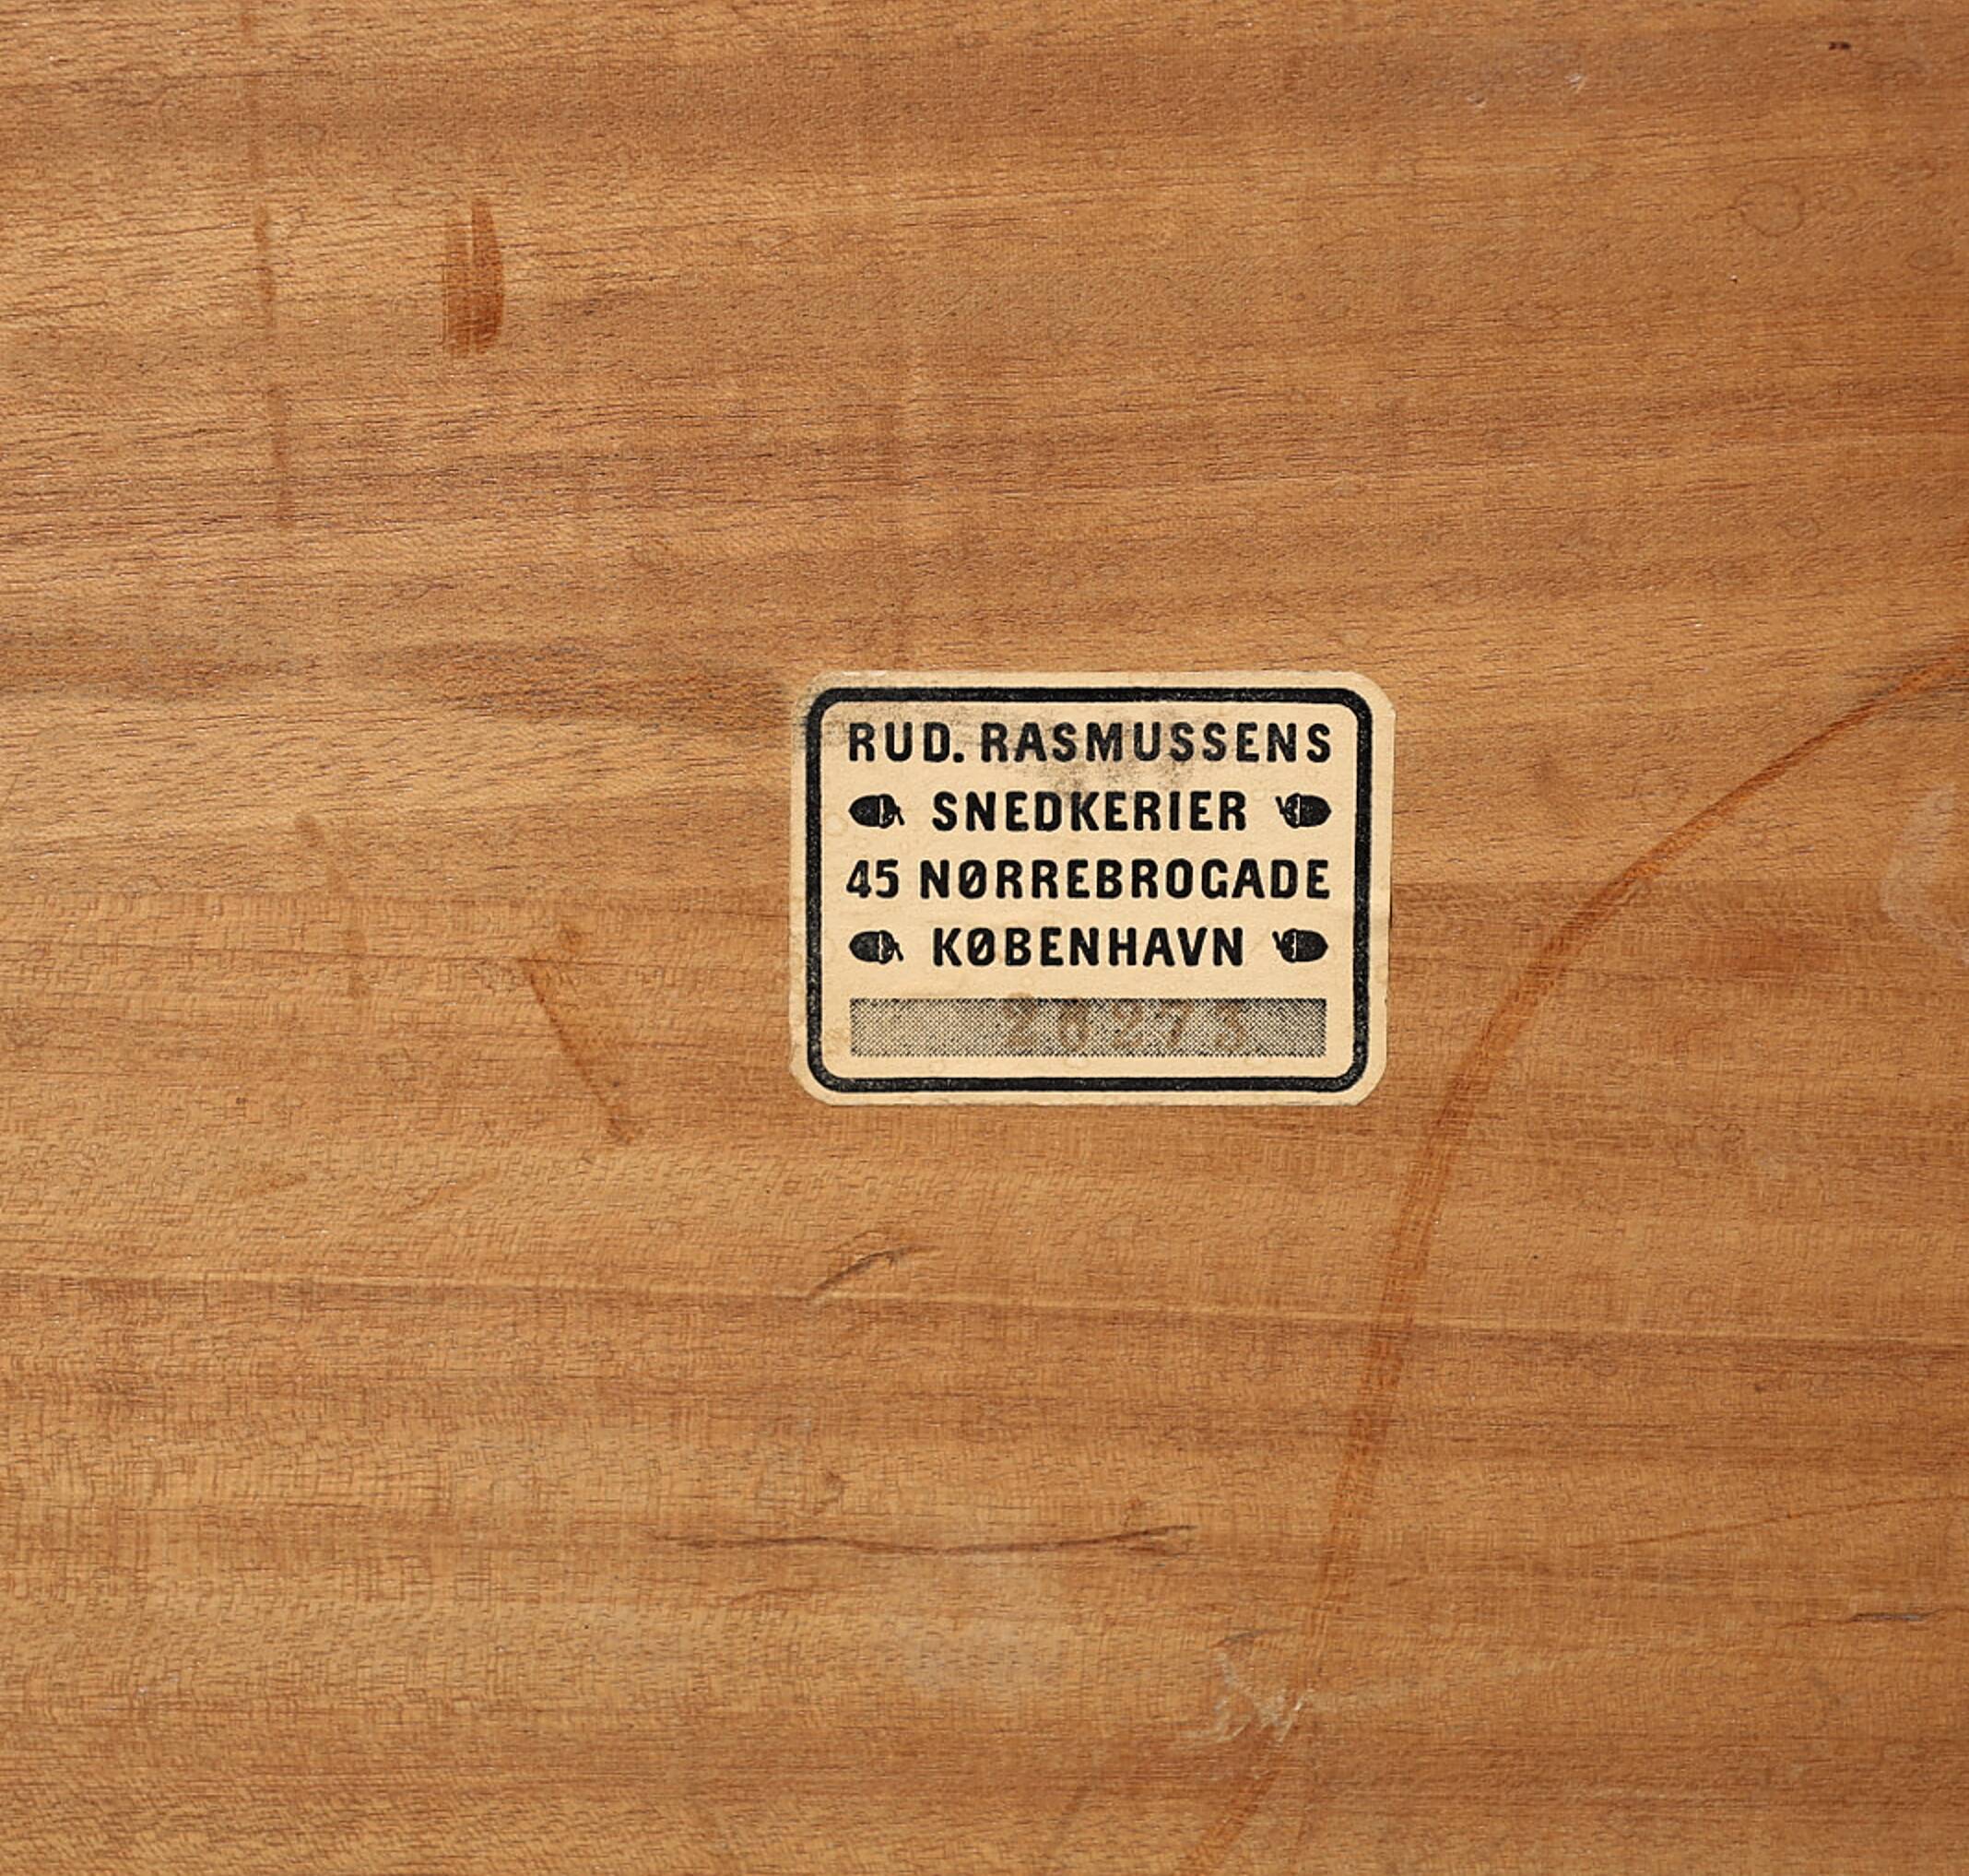 RUD. RASMUSSENS
SNEDKERIER
45 NØRREBROGADE
KØBENHAVN